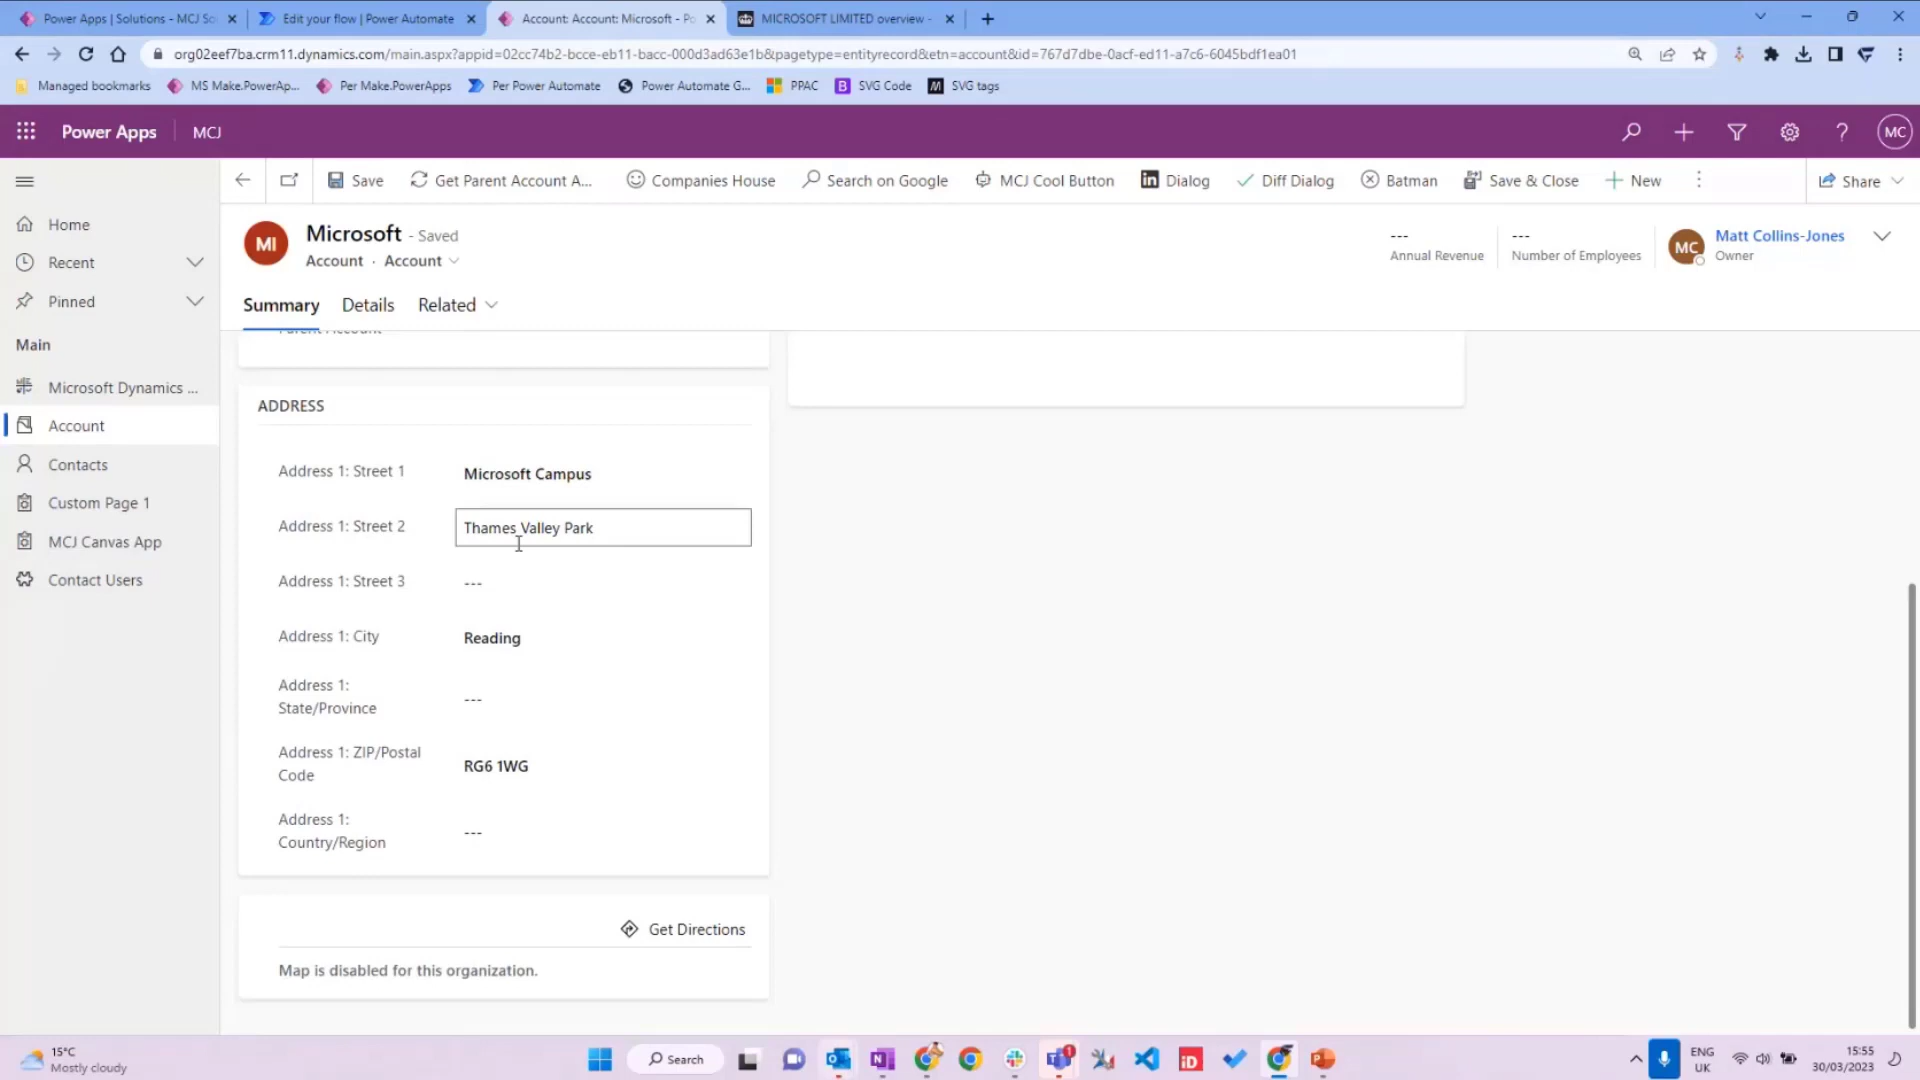 Power Apps | Solutions - MCJ So
Edit your flow | Power Automate
Account: Account: Microsoft - Po
MICROSOFT LIMITED overview -
org02eef7ba.crm11.dynamics.com/main.aspx?appid=02cc74b2-bcce-eb11-bacc-000d3ad63e1b&pagetype=entityrecord&etn=account&id=767d7dbe-0acf-ed11-a7c6-6045bdf1ea01
Managed bookmarks
MS Make.PowerAp...
Per Make.PowerApps
Per Power Automate
Power Automate G...
PPAC
B
SVG Code
M
SVG tags
Power Apps
MCJ
MC
Save
Get Parent Account A...
Companies House
Search on Google
MCJ Cool Button
in
Dialog
Diff Dialog
Batman
Save & Close
New
Share
Home
Recent
Pinned
Main
Microsoft Dynamics ...
Account
Contacts
Custom Page 1
MCJ Canvas App
Contact Users
MI
Microsoft - Saved
Account · Account
---
Annual Revenue
---
Number of Employees
MC
Matt Collins-Jones
Owner
Summary
Details
Related
Parent Account
ADDRESS
Address 1: Street 1
Microsoft Campus
Address 1: Street 2
Thames Valley Park
Address 1: Street 3
---
Address 1: City
Reading
Address 1:
State/Province
---
Address 1: ZIP/Postal
Code
RG6 1WG
Address 1:
Country/Region
---
Get Directions
Map is disabled for this organization.
15°C
Mostly cloudy
Search
1
iD
ENG
UK
15:55
30/03/2023